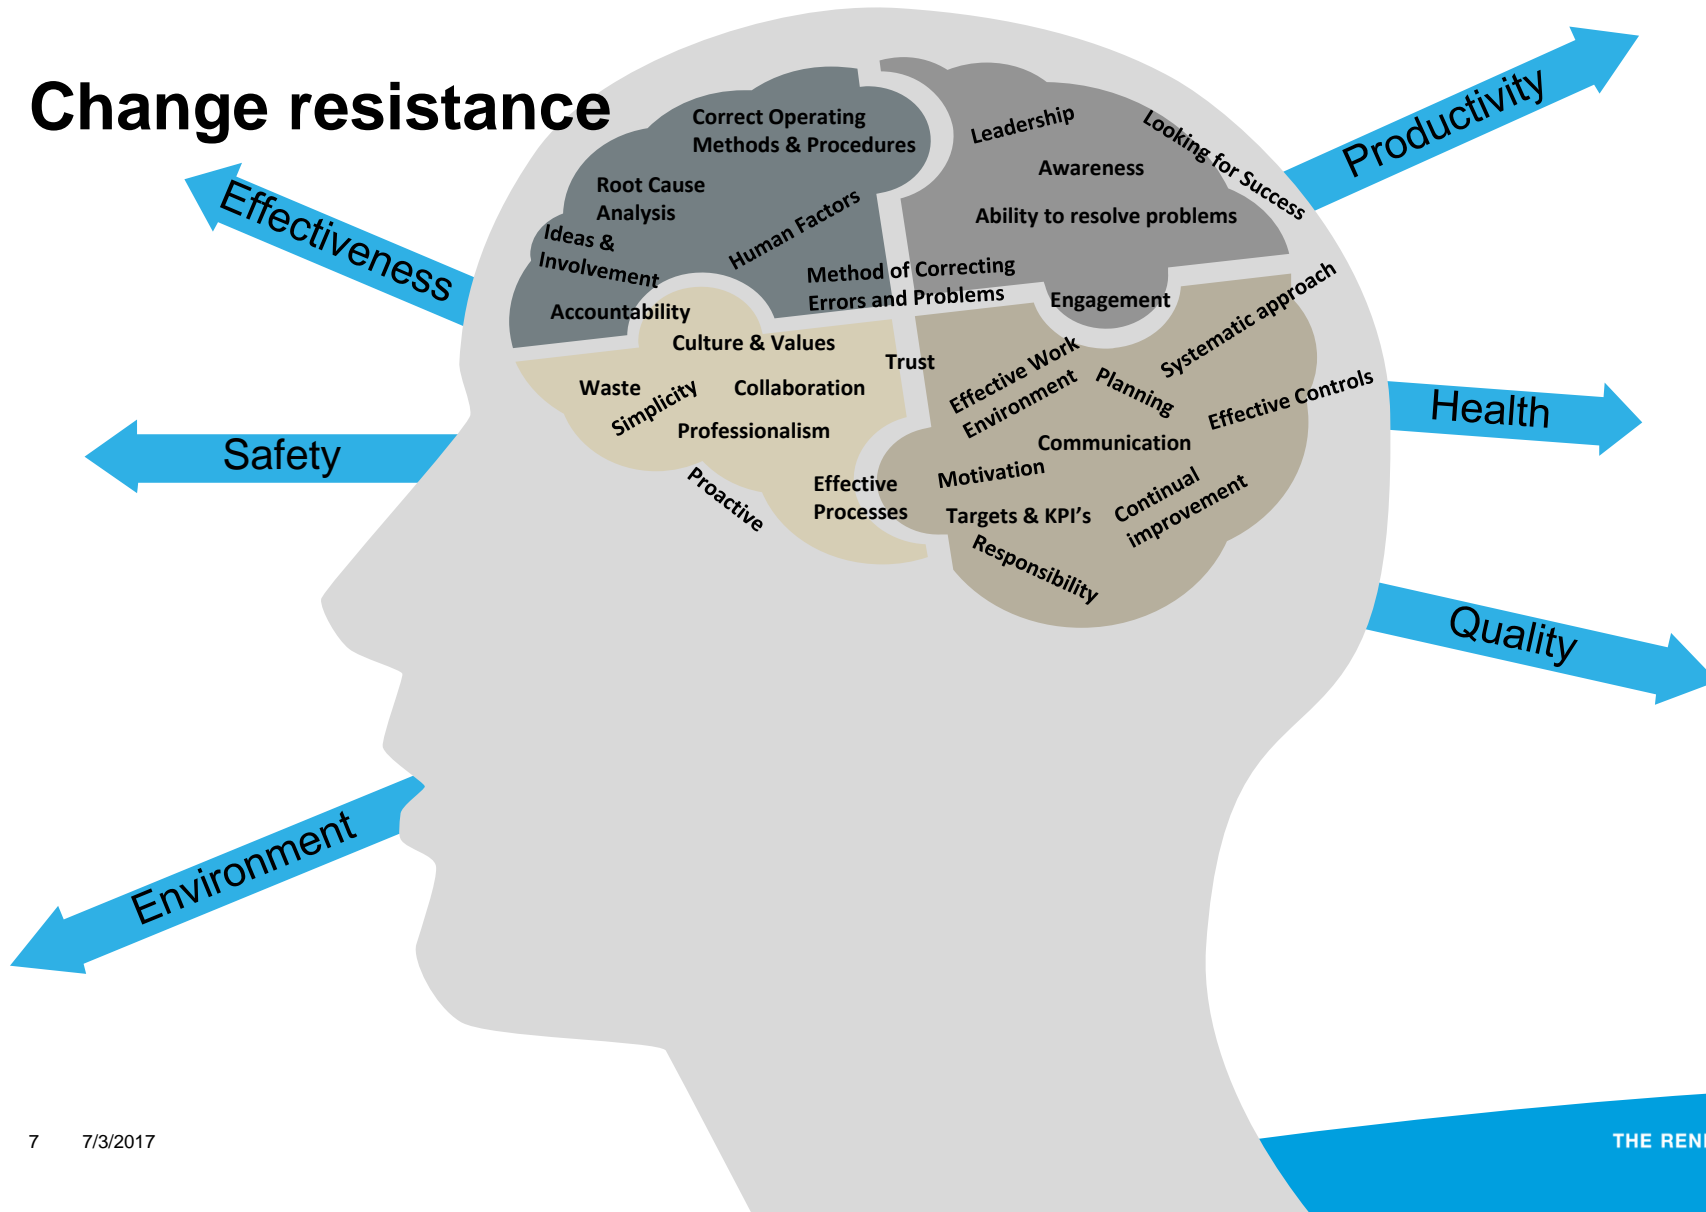 Change resistance
Effectiveness
Safety
Environment
Productivity
Health
Quality
Correct Operating
Methods & Procedures
Root Cause
Analysis
Ideas &
Involvement
Human Factors
Accountability
Method of Correcting
Errors and Problems
Leadership
Looking for Success
Awareness
Ability to resolve problems
Engagement
Culture & Values
Waste
Simplicity
Collaboration
Professionalism
Proactive
Effective
Processes
Trust
Effective Work
Environment
Planning
Systematic approach
Effective Controls
Communication
Motivation
Targets & KPI's
Continual
improvement
Responsibility
7 7/3/2017
THE